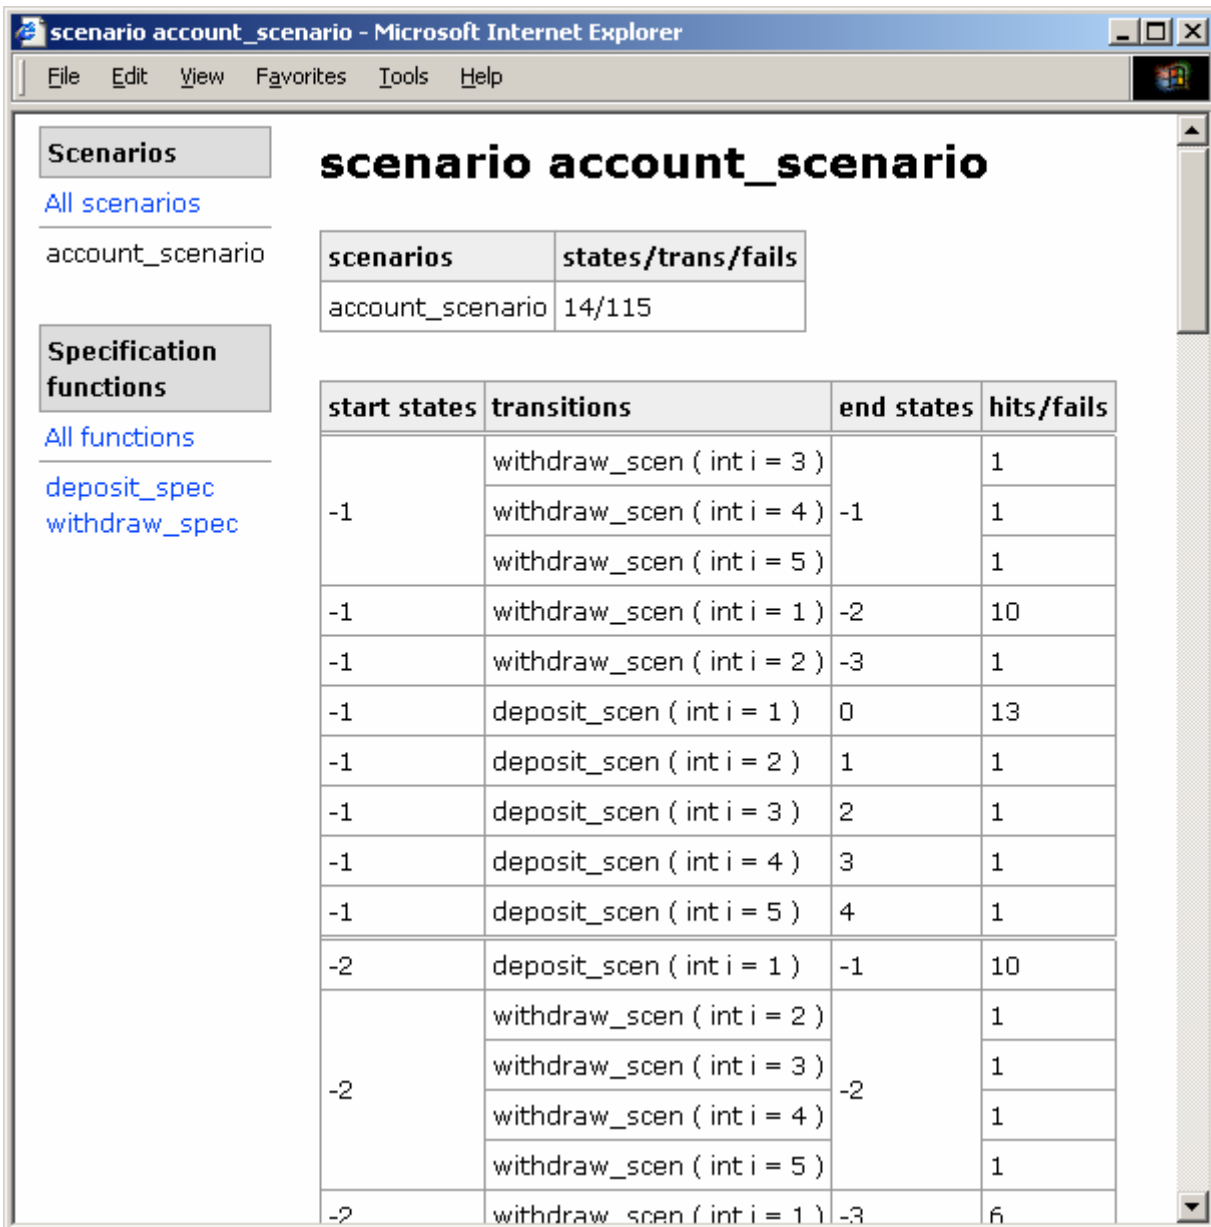 scenario account_scenario - Microsoft Internet Explorer
File Edit View Favorites Tools Help
Scenarios
All scenarios
account_scenario
Specification
functions
All functions
deposit_spec
withdraw_spec
scenario account_scenario
scenarios states/trans/fails
account_scenario 14/115
start states transitions end states hits/fails
withdraw_scen ( int i = 3 ) 1
-1 withdraw_scen ( int i = 4 ) -1 1
withdraw_scen ( int i = 5 ) 1
-1 withdraw_scen ( int i = 1 ) -2 10
-1 withdraw_scen ( int i = 2 ) -3 1
-1 deposit_scen ( int i = 1 ) 0 13
-1 deposit_scen ( int i = 2 ) 1 1
-1 deposit_scen ( int i = 3 ) 2 1
-1 deposit_scen ( int i = 4 ) 3 1
-1 deposit_scen ( int i = 5 ) 4 1
-2 deposit_scen ( int i = 1 ) -1 10
withdraw_scen ( int i = 2 ) 1
withdraw_scen ( int i = 3 ) 1
-2 -2
withdraw_scen ( int i = 4 ) 1
withdraw_scen ( int i = 5 ) 1
-2 withdraw_scen ( int i = 1 ) -3 6